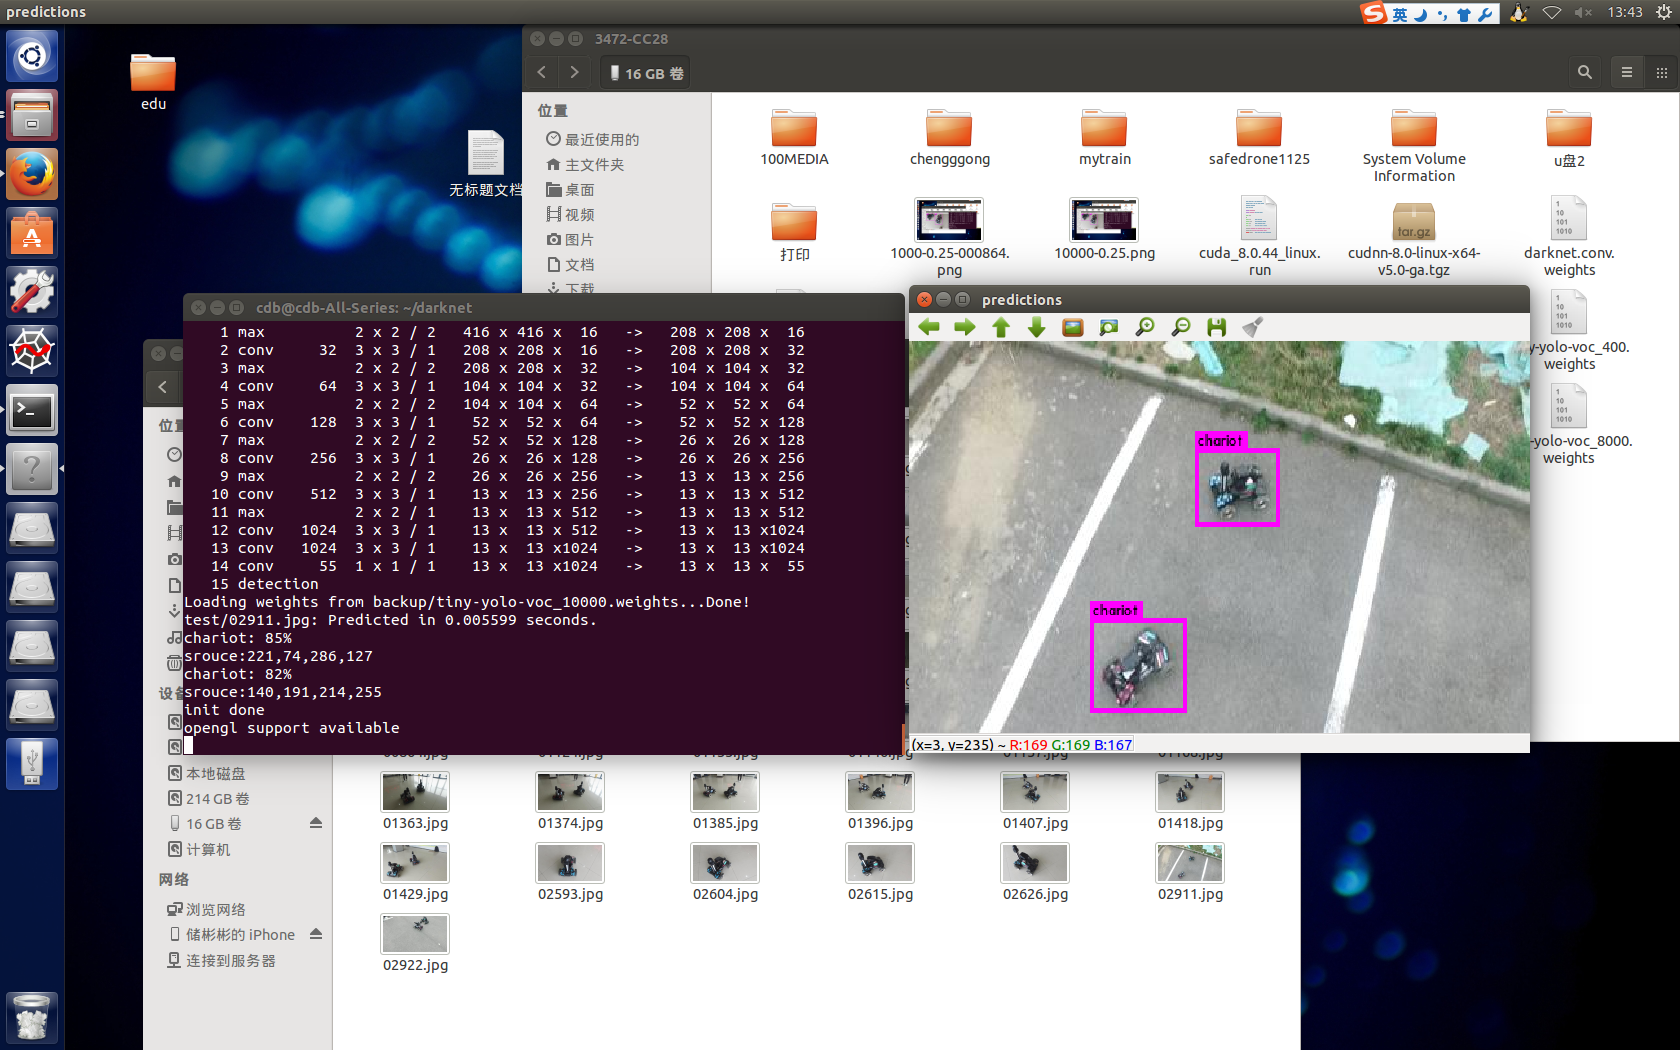 predictions
英
13:43
edu
无标题文档
3472-CC28
16 GB 卷
位置
最近使用的
主文件夹
桌面
视频
图片
文档
下载
100MEDIA
chengggong
mytrain
safedrone1125
System Volume
Information
u盘2
打印
1000-0.25-000864.
png
10000-0.25.png
cuda_8.0.44_linux.
run
tar.gz
cudnn-8.0-linux-x64-
v5.0-ga.tgz
darknet.conv.
weights
y-yolo-voc_400.
weights
-yolo-voc_8000.
weights
cdb@cdb-All-Series: ~/darknet
1 max 2 x 2 / 2 416 x 416 x 16 -> 208 x 208 x 16
2 conv 32 3 x 3 / 1 208 x 208 x 16 -> 208 x 208 x 32
3 max 2 x 2 / 2 208 x 208 x 32 -> 104 x 104 x 32
4 conv 64 3 x 3 / 1 104 x 104 x 32 -> 104 x 104 x 64
5 max 2 x 2 / 2 104 x 104 x 64 -> 52 x 52 x 64
6 conv 128 3 x 3 / 1 52 x 52 x 64 -> 52 x 52 x 128
7 max 2 x 2 / 2 52 x 52 x 128 -> 26 x 26 x 128
8 conv 256 3 x 3 / 1 26 x 26 x 128 -> 26 x 26 x 256
9 max 2 x 2 / 2 26 x 26 x 256 -> 13 x 13 x 256
10 conv 512 3 x 3 / 1 13 x 13 x 256 -> 13 x 13 x 512
11 max 2 x 2 / 1 13 x 13 x 512 -> 13 x 13 x 512
12 conv 1024 3 x 3 / 1 13 x 13 x 512 -> 13 x 13 x1024
13 conv 1024 3 x 3 / 1 13 x 13 x1024 -> 13 x 13 x1024
14 conv 55 1 x 1 / 1 13 x 13 x1024 -> 13 x 13 x 55
15 detection
Loading weights from backup/tiny-yolo-voc_10000.weights...Done!
test/02911.jpg: Predicted in 0.005599 seconds.
chariot: 85%
srouce:221,74,286,127
chariot: 82%
srouce:140,191,214,255
init done
opengl support available
predictions
chariot
chariot
(x=3, y=235) ~ R:169 G:169 B:167
本地磁盘
214 GB 卷
16 GB 卷
计算机
网络
浏览网络
储彬彬的 iPhone
连接到服务器
01363.jpg
01374.jpg
01385.jpg
01396.jpg
01407.jpg
01418.jpg
01429.jpg
02593.jpg
02604.jpg
02615.jpg
02626.jpg
02911.jpg
02922.jpg